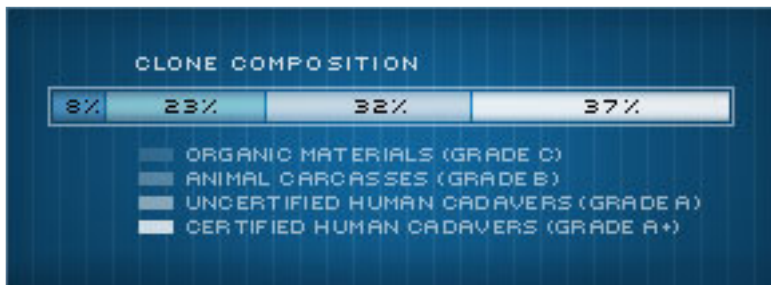 CLONE COMPOSITION
8% 23% 32% 37%
ORGANIC MATERIALS (GRADE C)
ANIMAL CARCASSES (GRADE B)
UNCERTIFIED HUMAN CADAVERS (GRADE A)
CERTIFIED HUMAN CADAVERS (GRADE A+)